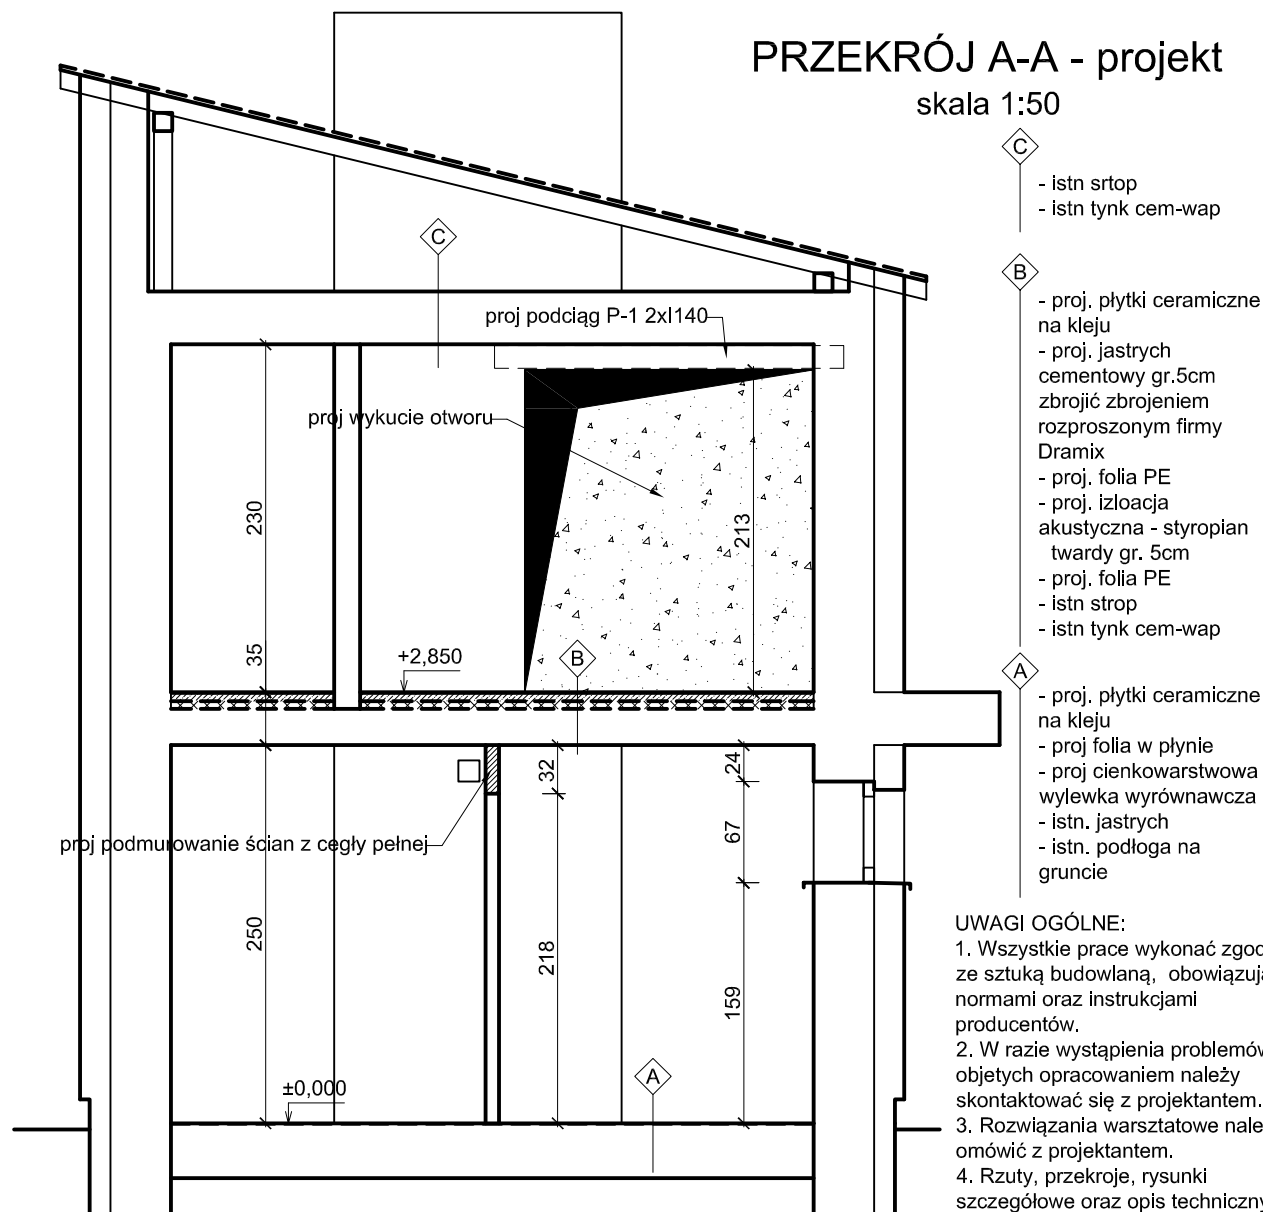 PRZEKRÓJ A-A - projekt
skala 1:50
C
- istn srtop
- istn tynk cem-wap
B
- proj. płytki ceramiczne
na kleju
- proj. jastrych
cementowy gr.5cm
zbrojić zbrojeniem
rozproszonym firmy
Dramix
- proj. folia PE
- proj. izloacja
akustyczna - styropian
twardy gr. 5cm
- proj. folia PE
- istn strop
- istn tynk cem-wap
A
- proj. płytki ceramiczne
na kleju
- proj folia w płynie
- proj cienkowarstwowa
wylewka wyrównawcza
- istn. jastrych
- istn. podłoga na
gruncie
UWAGI OGÓLNE:
1. Wszystkie prace wykonać zgod
ze sztuką budowlaną, obowiązują
normami oraz instrukcjami
producentów.
2. W razie wystąpienia problemów
objetych opracowaniem należy
skontaktować się z projektantem.
3. Rozwiązania warsztatowe nale
omówić z projektantem.
4. Rzuty, przekroje, rysunki
szczegółowe oraz opis techniczny
C
proj podciąg P-1 2xI140
proj wykucie otworu
230
213
35
+2,850
B
32
24
67
proj podmurowanie ścian z cegły pełnej
250
218
159
±0,000
A